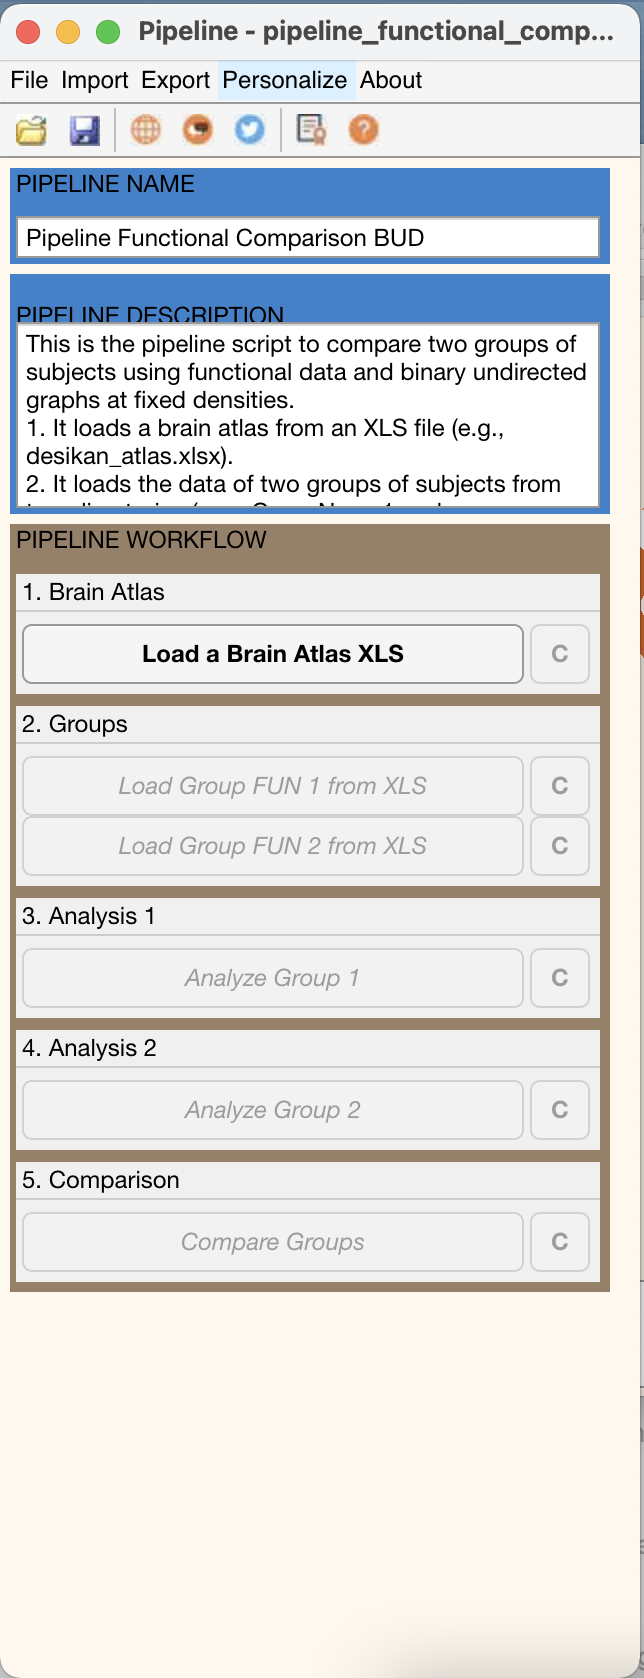 Pipeline - pipeline_functional_comp...
File Import Export Personalize About
PIPELINE NAME
Pipeline Functional Comparison BUD
PIPELINE DESCRIPTION
This is the pipeline script to compare two groups of
subjects using functional data and binary undirected
graphs at fixed densities.
1. It loads a brain atlas from an XLS file (e.g.,
desikan_atlas.xlsx).
2. It loads the data of two groups of subjects from
PIPELINE WORKFLOW
1. Brain Atlas
Load a Brain Atlas XLS C
2. Groups
Load Group FUN 1 from XLS C
Load Group FUN 2 from XLS C
3. Analysis 1
Analyze Group 1 C
4. Analysis 2
Analyze Group 2 C
5. Comparison
Compare Groups C